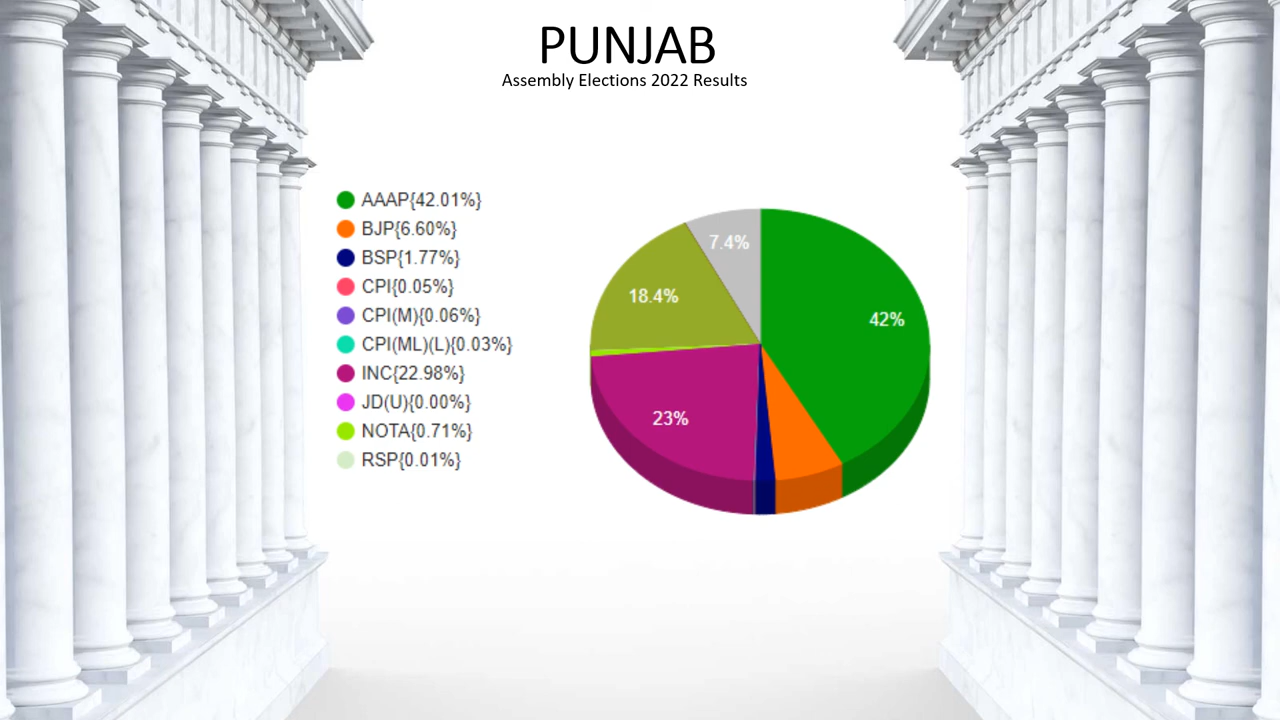 PUNJAB
Assembly Elections 2022 Results
AAAP{42.01%}
BJP{6.60%}
BSP{1.77%}
CPI{0.05%}
CPI(M){0.06%}
CPI(ML)(L){0.03%}
INC{22.98%}
JD(U){0.00%}
NOTA{0.71%}
RSP{0.01%}
7.4%
18.4%
42%
23%